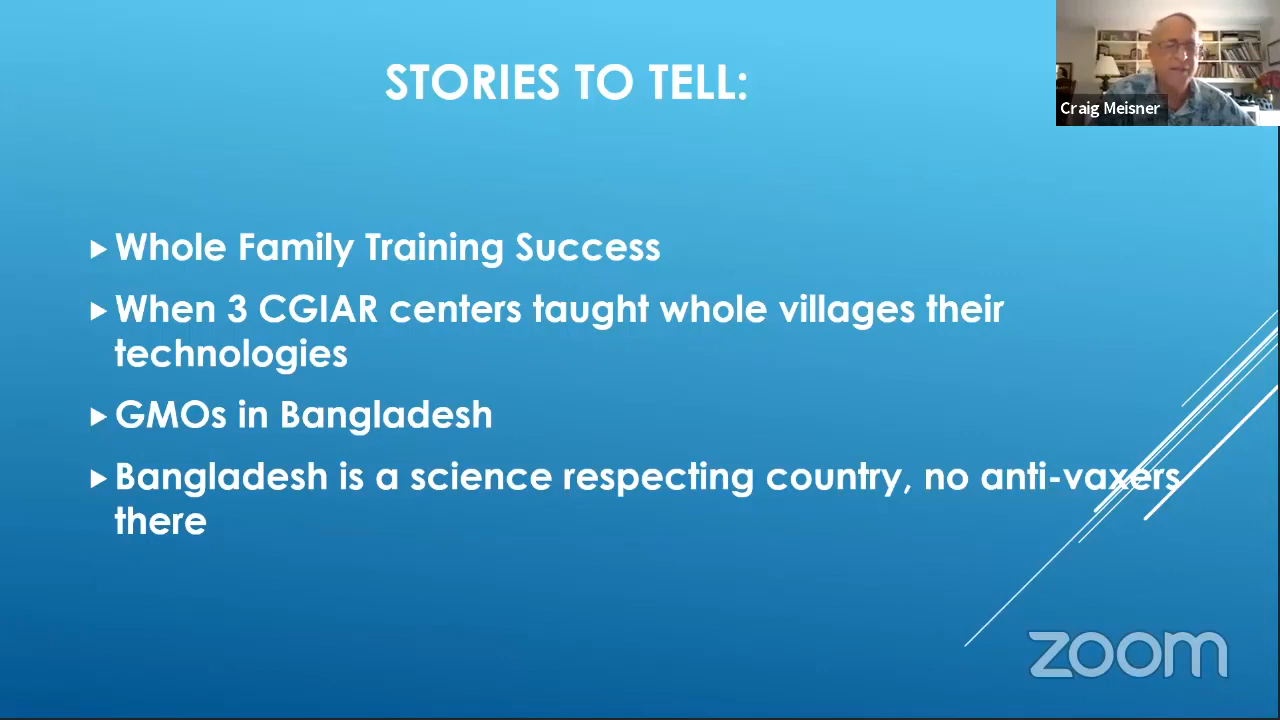 STORIES TO TELL:
Craig Meisner
Whole Family Training Success
When 3 CGIAR centers taught whole villages their
technologies
GMOs in Bangladesh
Bangladesh is a science respecting country, no anti-vaxers
there
zoom